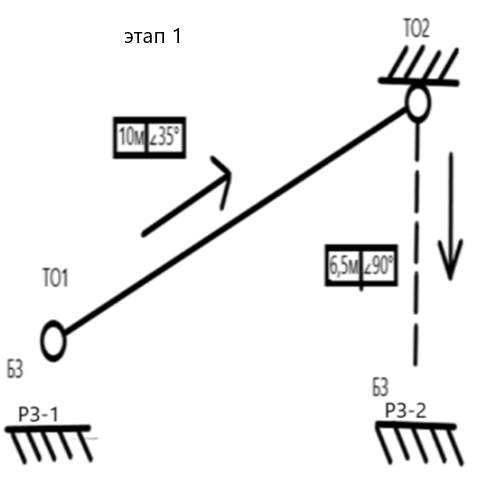 этап 1
ТО2
10м ∠35°
6,5м ∠90°
ТО1
БЗ
БЗ
РЗ-1
РЗ-2